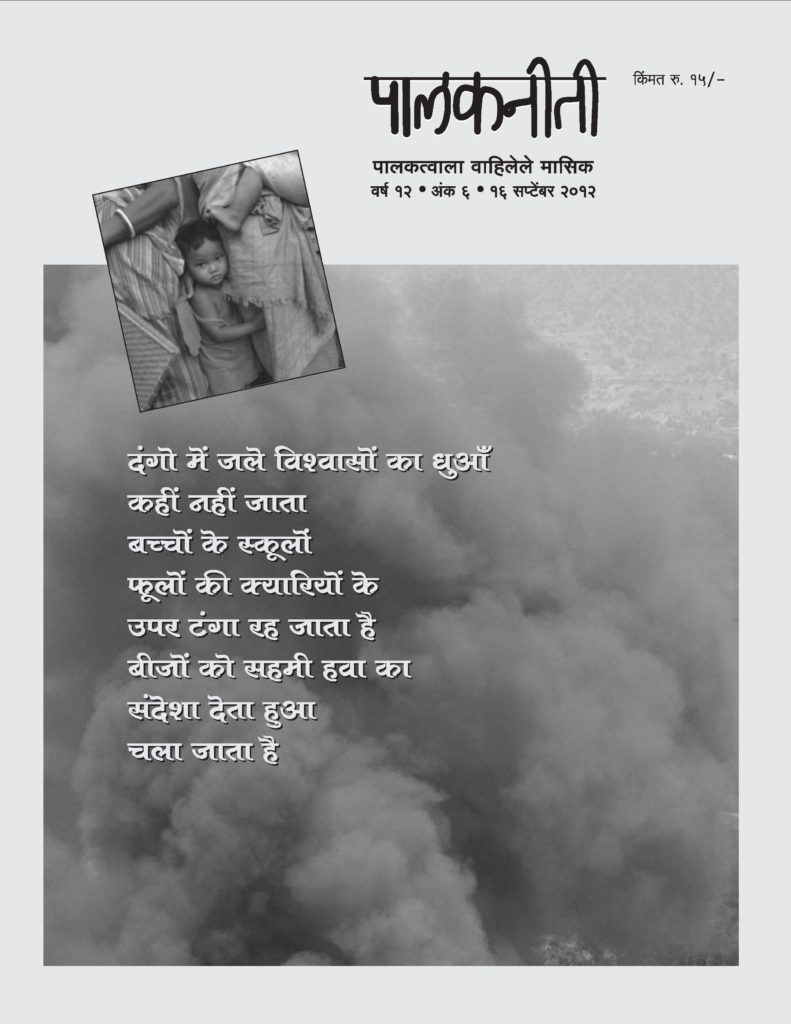 पालकनीती
किंमत रु. १५/-
पालकत्वाला वाहिलेले मासिक
वर्ष १२ • अंक ६ • १६ सप्टेंबर २०१२
दंगो में जले विश्वासों का धुआँ
कहीं नहीं जाता
बच्चों के स्कूलों
फूलों की क्यारियों के
उपर टंगा रह जाता है
बीजों को सहमी हवा का
संदेशा देता हुआ
चला जाता है